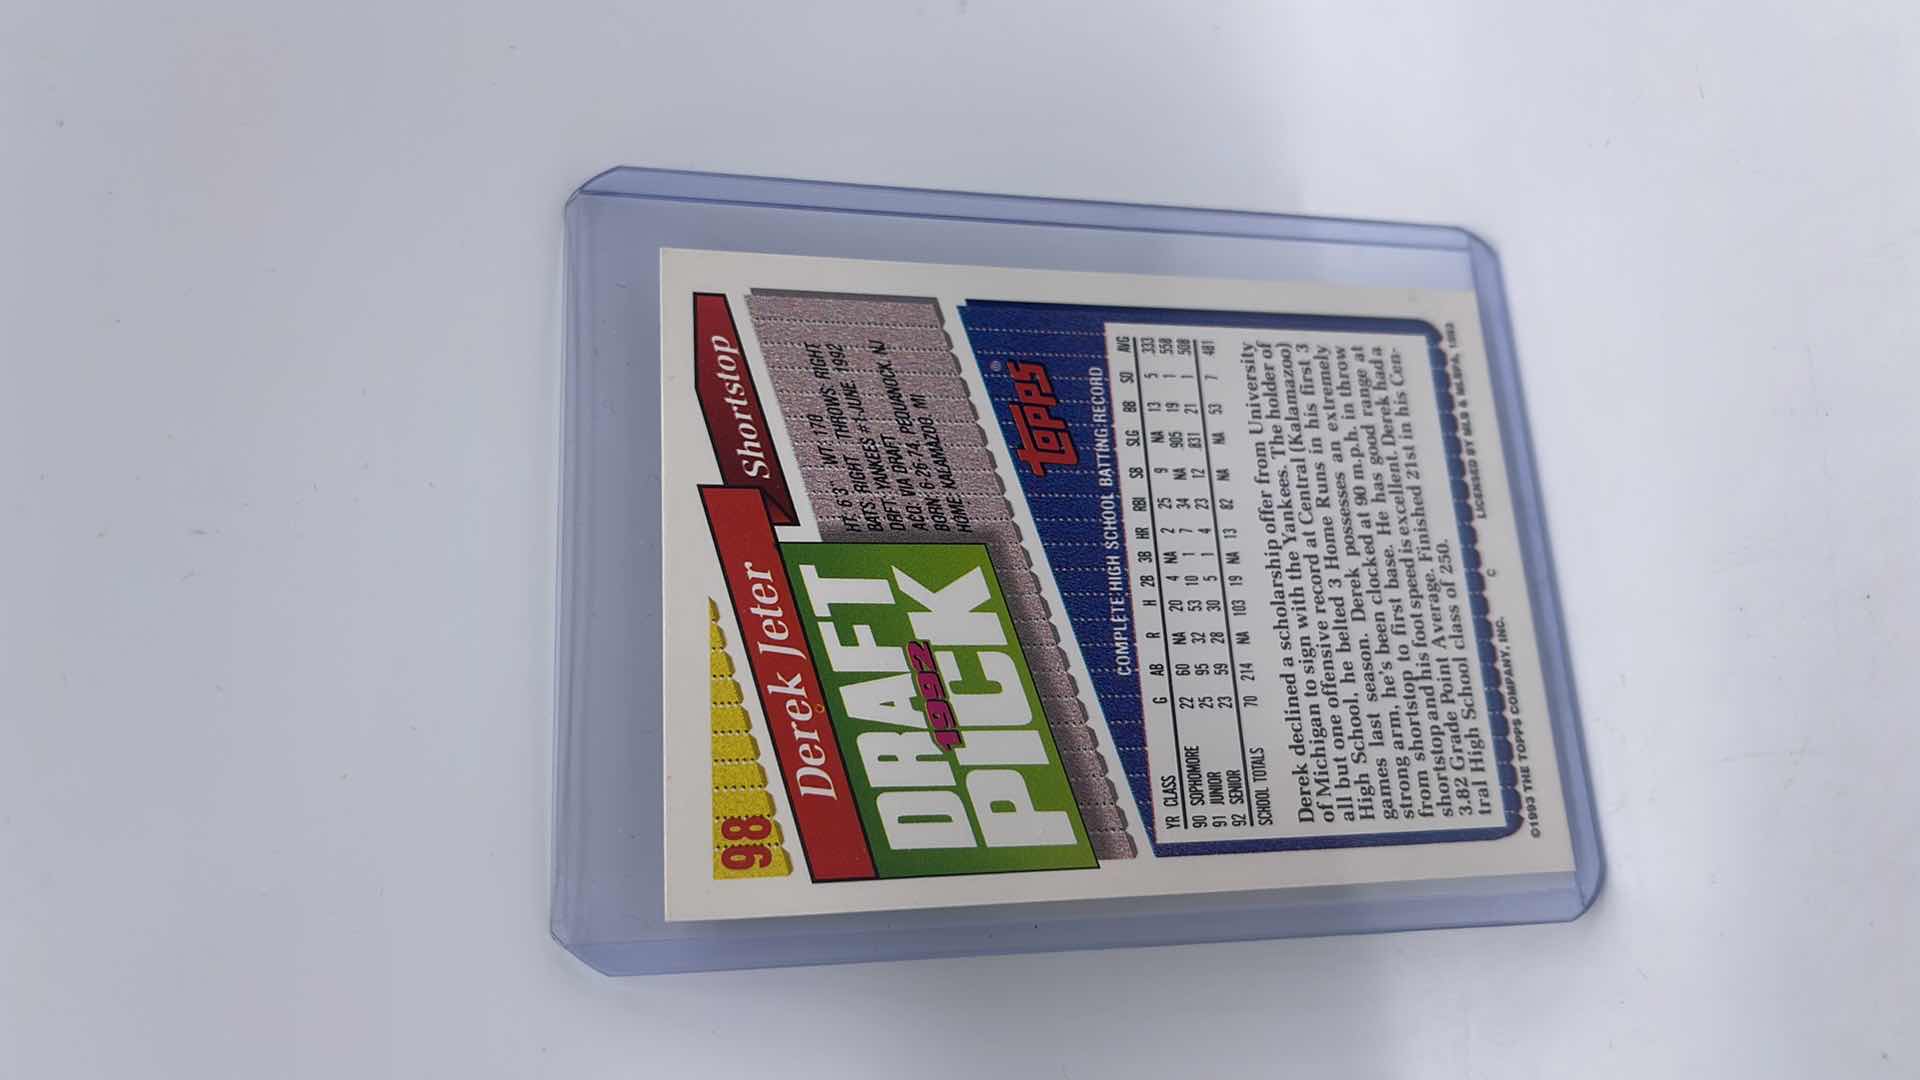 98
Derek Jeter
Shortstop
DRAFT
1992
PICK
HT: 6'3" WT: 170
BATS: RIGHT THROWS: RIGHT
DRFT: YANKEES #1-JUNE, 1992
ACQ: VIA DRAFT
BORN: 6-26-74, PEQUANOCK, NJ
HOME: KALAMAZOO, MI
TOPPS ®
COMPLETE HIGH SCHOOL BATTING RECORD
YR CLASS G AB R H 2B 3B HR RBI SB SLG BB SO AVG
90 SOPHOMORE 22 60 NA 20 4 NA 2 25 9 NA 13 5 .333
91 JUNIOR 25 95 32 53 10 1 7 34 NA .905 19 1 .558
92 SENIOR 23 59 28 30 5 1 4 23 12 .831 21 1 .508
SCHOOL TOTALS 70 214 NA 103 19 NA 13 82 NA NA 53 7 .481
Derek declined a scholarship offer from University
of Michigan to sign with the Yankees. The holder of
all but one offensive record at Central (Kalamazoo)
High School, he belted 3 Home Runs in his first 3
games last season. Derek possesses an extremely
strong arm, he's been clocked at 90 m.p.h. in throw
from shortstop to first base. He has good range at
shortstop and his foot speed is excellent. Derek had a
3.82 Grade Point Average. Finished 21st in his Cen-
tral High School class of 250.
©1993 THE TOPPS COMPANY, INC. C LICENSED BY MLB & MLBPA, 1993